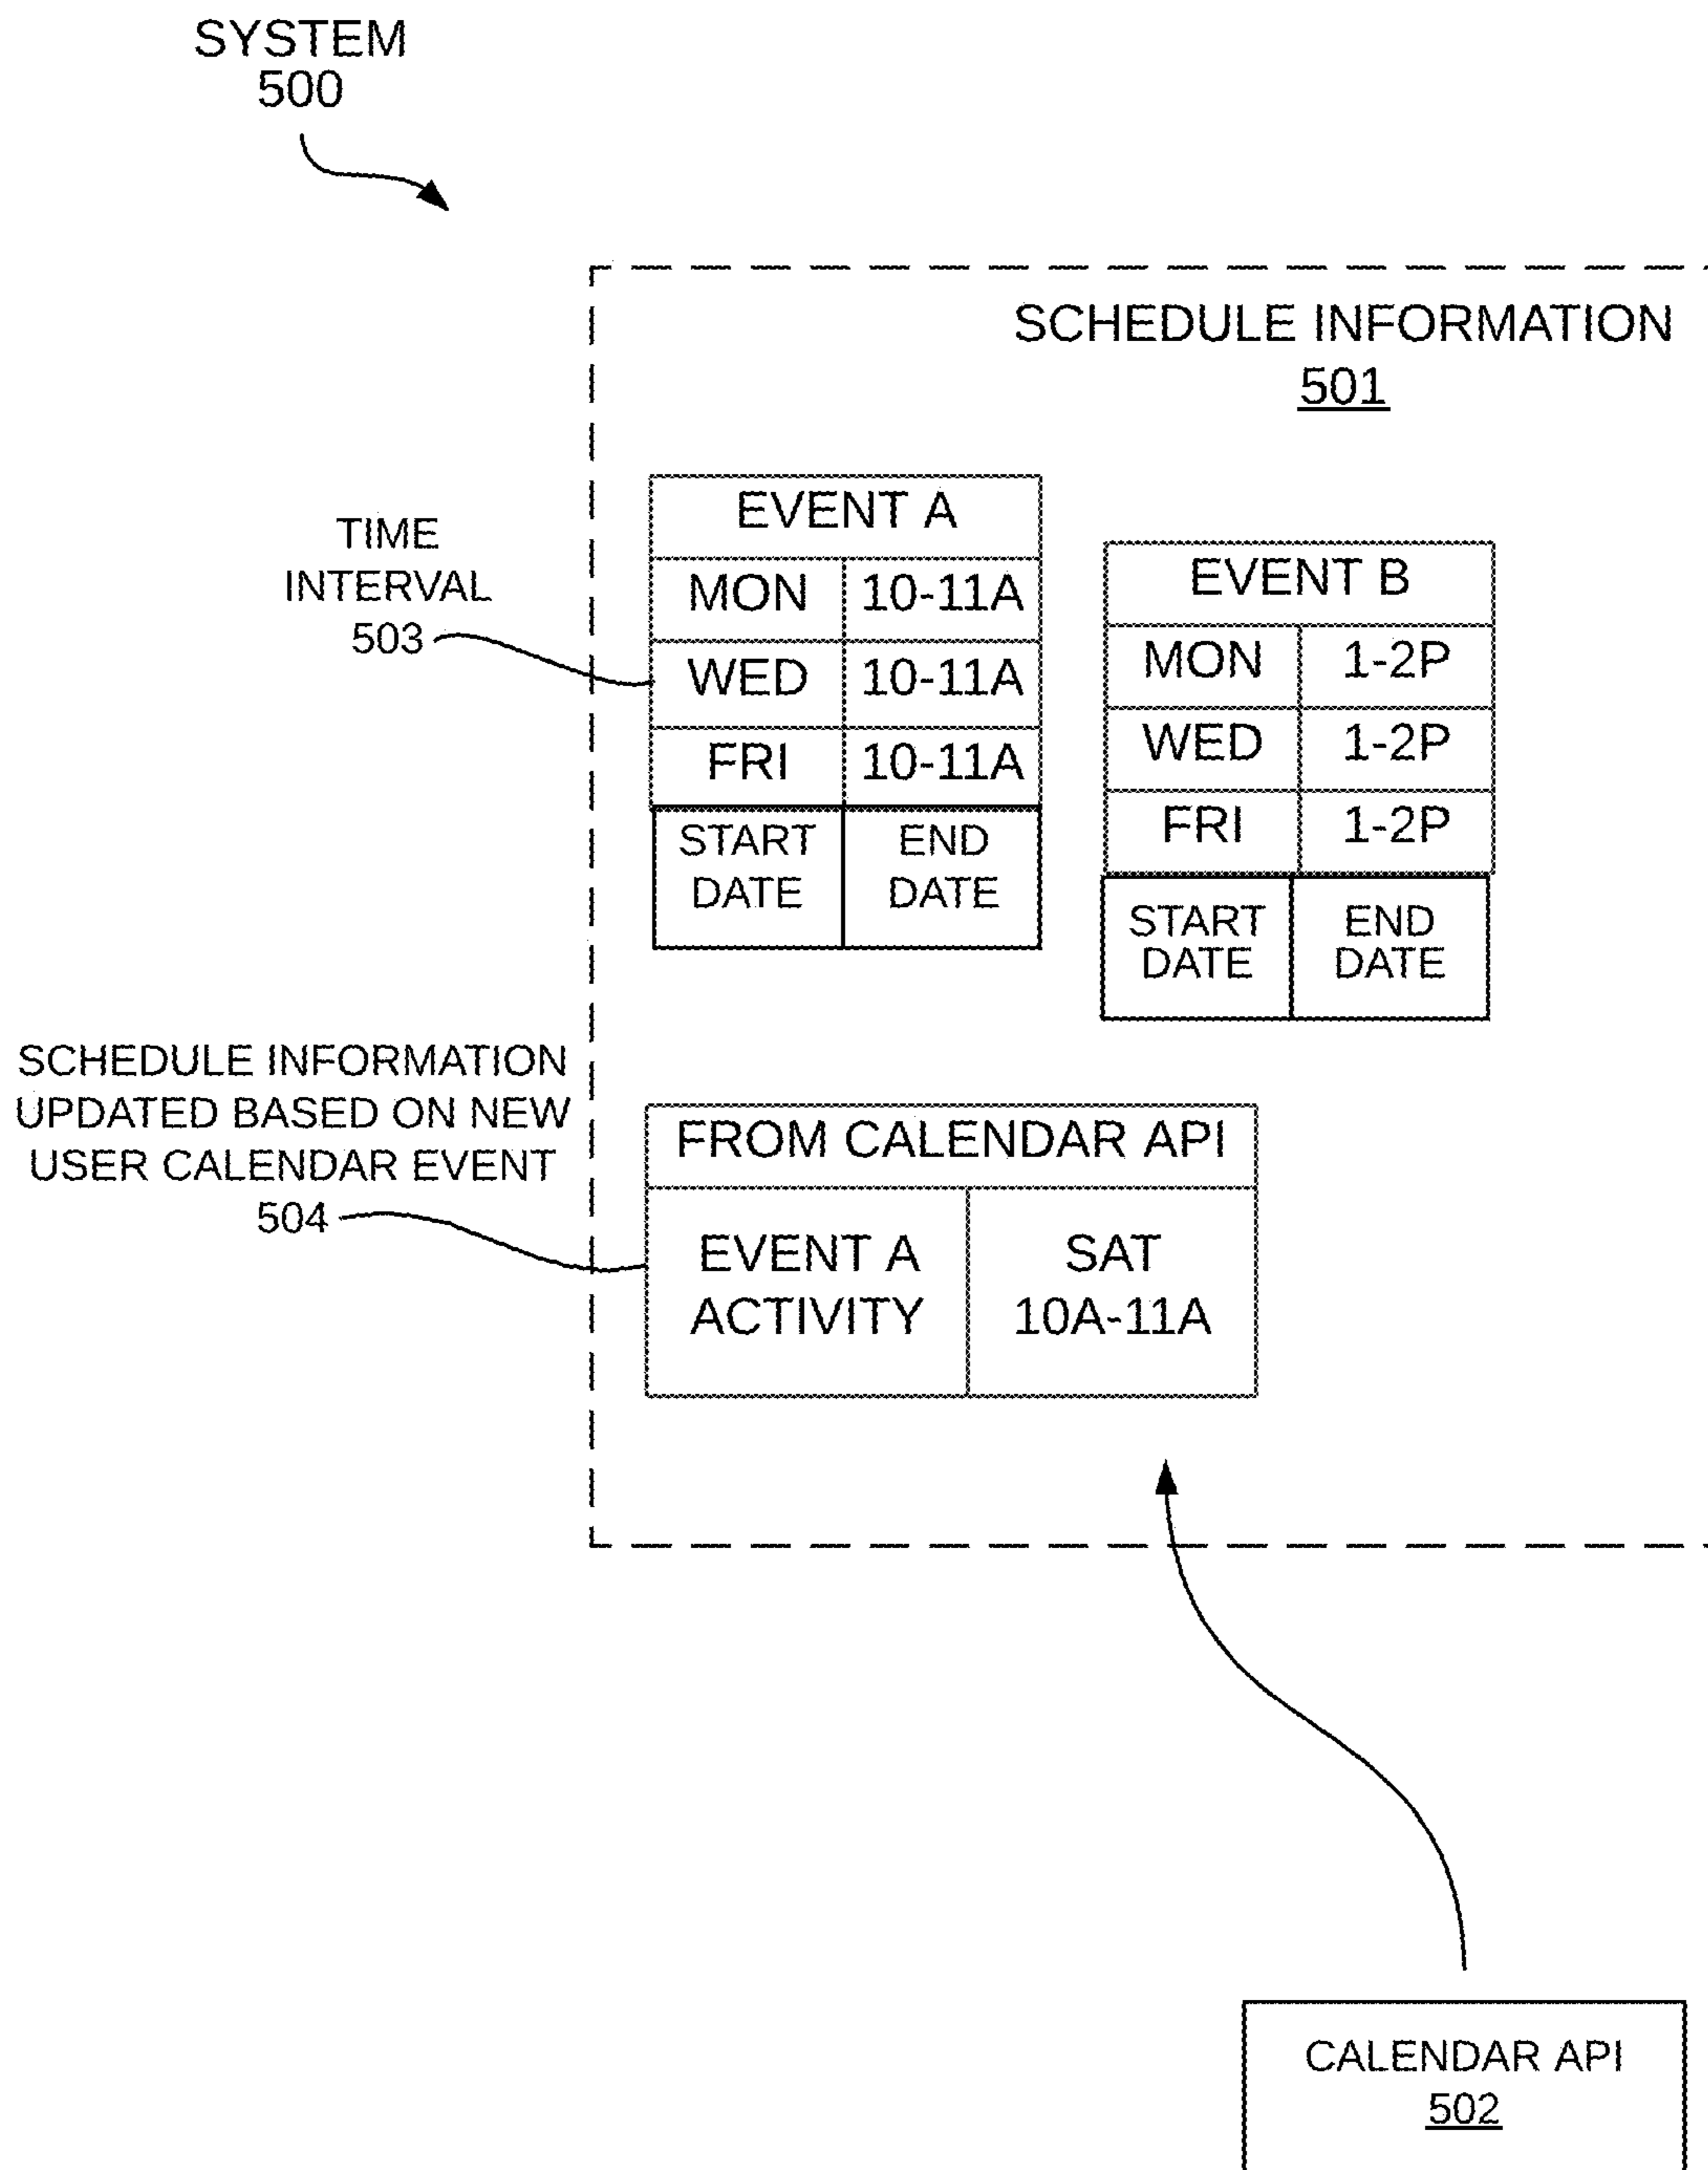 SYSTEM
500
SCHEDULE INFORMATION
501
TIME
INTERVAL
503
EVENT A
MON 10-11A
WED 10-11A
FRI 10-11A
START
DATE
END
DATE
EVENT B
MON 1-2P
WED 1-2P
FRI 1-2P
START
DATE
END
DATE
SCHEDULE INFORMATION
UPDATED BASED ON NEW
USER CALENDAR EVENT
504
FROM CALENDAR API
EVENT A
ACTIVITY
SAT
10A-11A
CALENDAR API
502